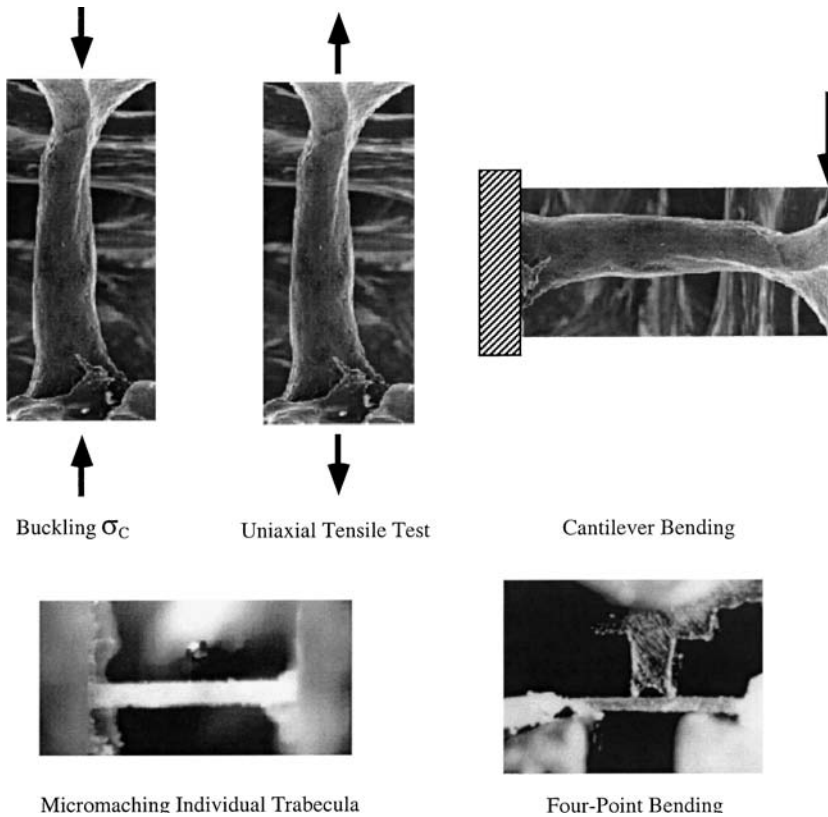 Buckling σC
Uniaxial Tensile Test
Cantilever Bending
Micromaching Individual Trabecula
Four-Point Bending